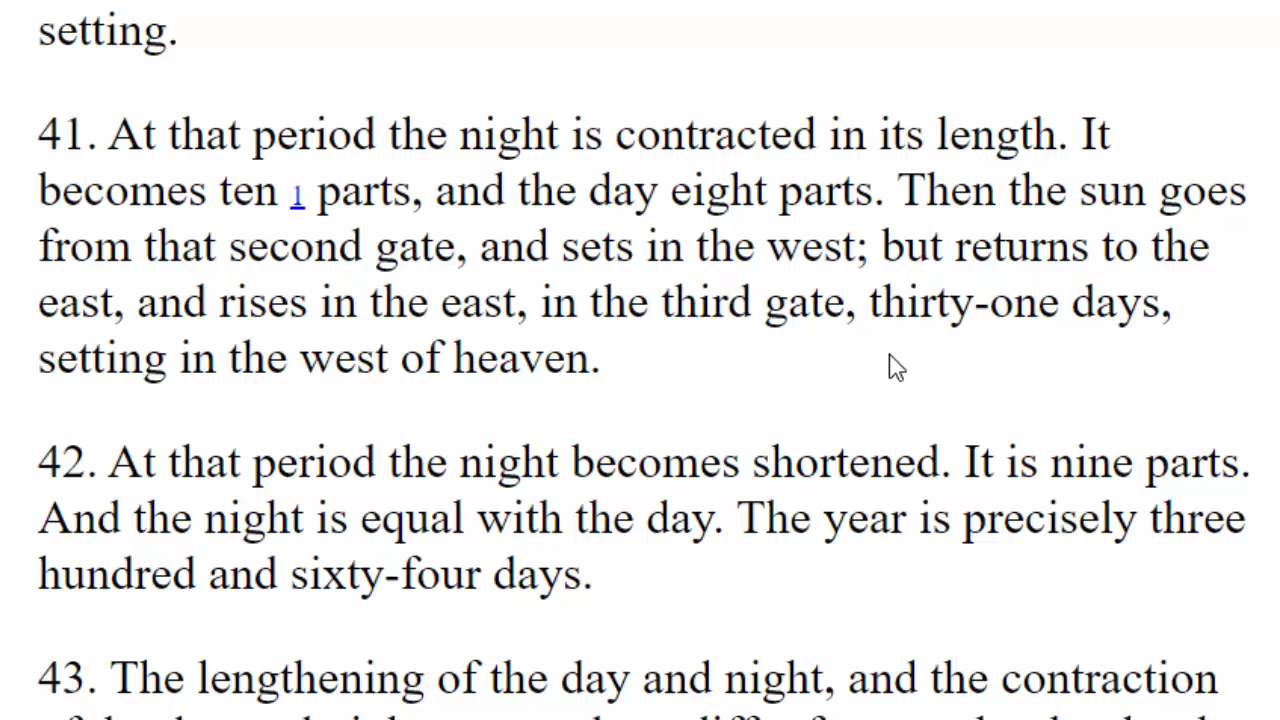 setting.
41. At that period the night is contracted in its length. It
becomes ten 1 parts, and the day eight parts. Then the sun goes
from that second gate, and sets in the west; but returns to the
east, and rises in the east, in the third gate, thirty-one days,
setting in the west of heaven.
42. At that period the night becomes shortened. It is nine parts.
And the night is equal with the day. The year is precisely three
hundred and sixty-four days.
43. The lengthening of the day and night, and the contraction